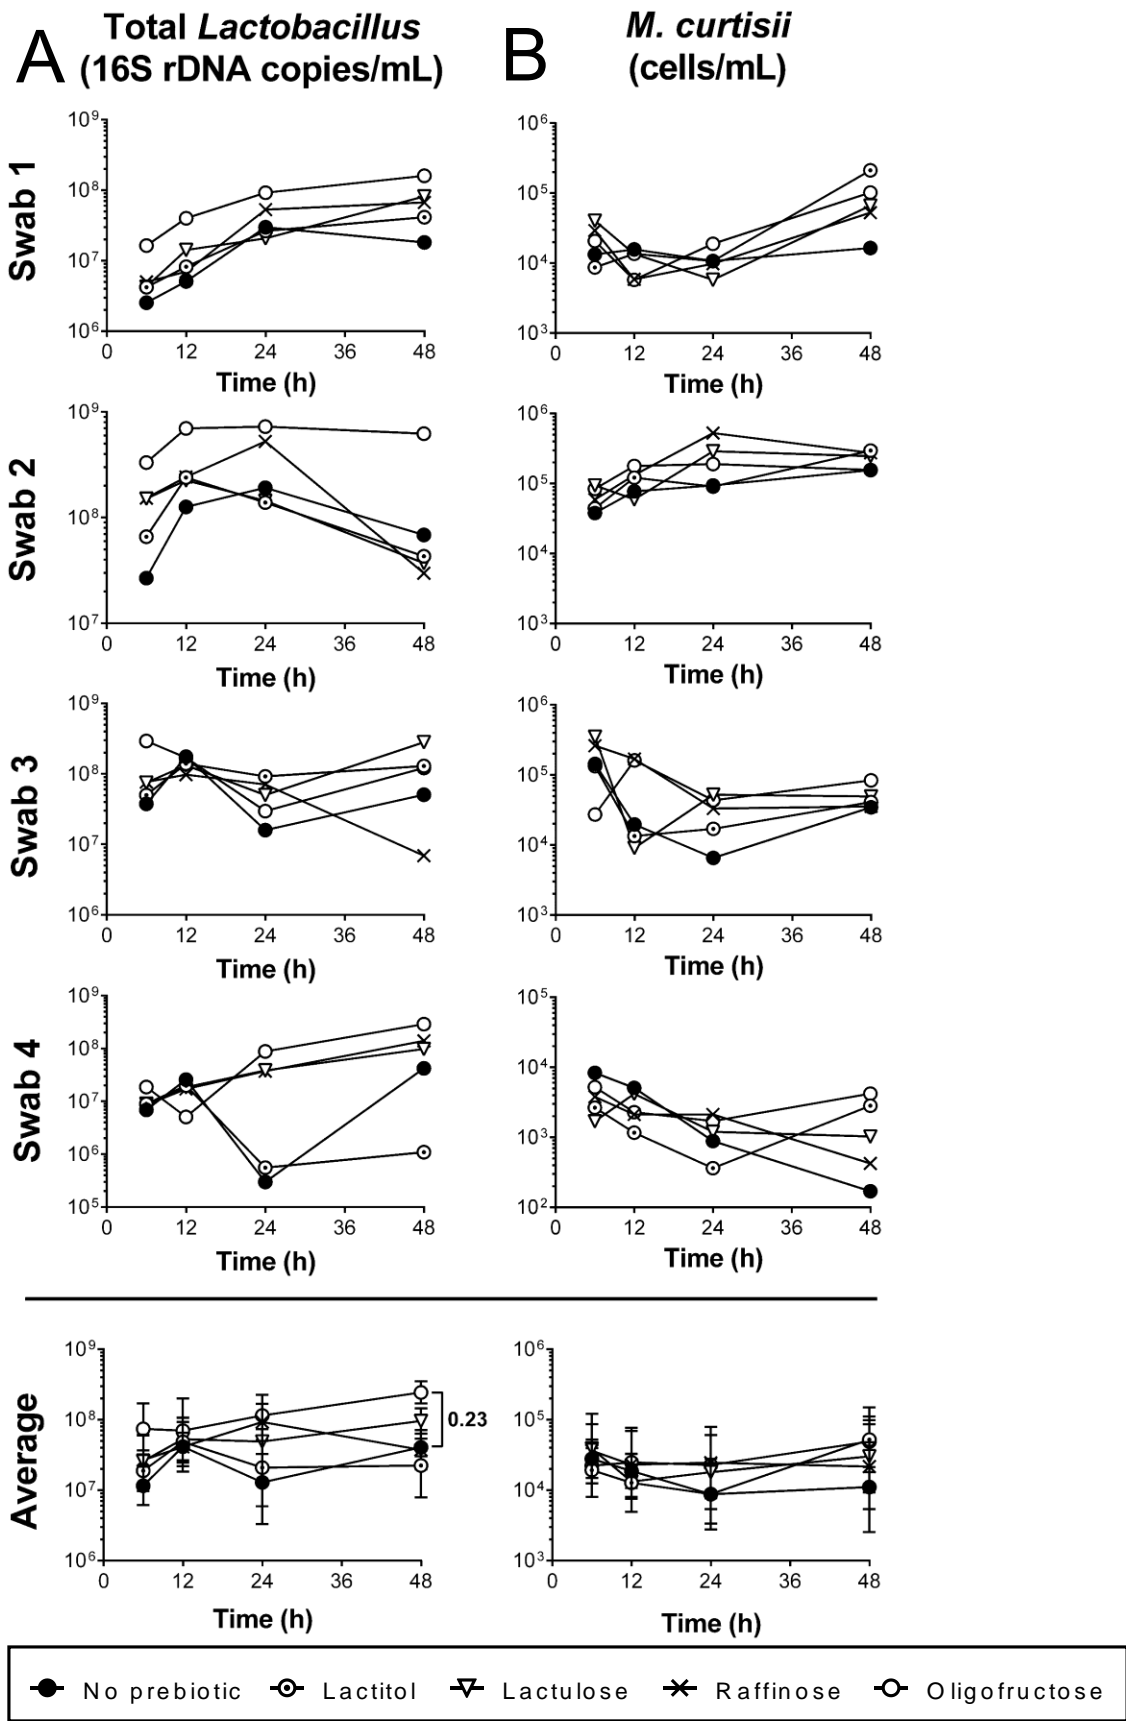 A
Total Lactobacillus
(16S rDNA copies/mL)
B
M. curtisii
(cells/mL)
Swab 1
10⁹
10⁸
10⁷
10⁶
0 12 24 36 48
Time (h)
10⁶
10⁵
10⁴
10³
0 12 24 36 48
Time (h)
Swab 2
10⁹
10⁸
10⁷
0 12 24 36 48
Time (h)
10⁶
10⁵
10⁴
10³
0 12 24 36 48
Time (h)
Swab 3
10⁹
10⁸
10⁷
10⁶
0 12 24 36 48
Time (h)
10⁶
10⁵
10⁴
10³
0 12 24 36 48
Time (h)
Swab 4
10⁹
10⁸
10⁷
10⁶
10⁵
0 12 24 36 48
Time (h)
10⁵
10⁴
10³
10²
0 12 24 36 48
Time (h)
Average
10⁹
10⁸
10⁷
10⁶
0.23
0 12 24 36 48
Time (h)
10⁶
10⁵
10⁴
10³
0 12 24 36 48
Time (h)
No prebiotic Lactitol Lactulose Raffinose Oligofructose